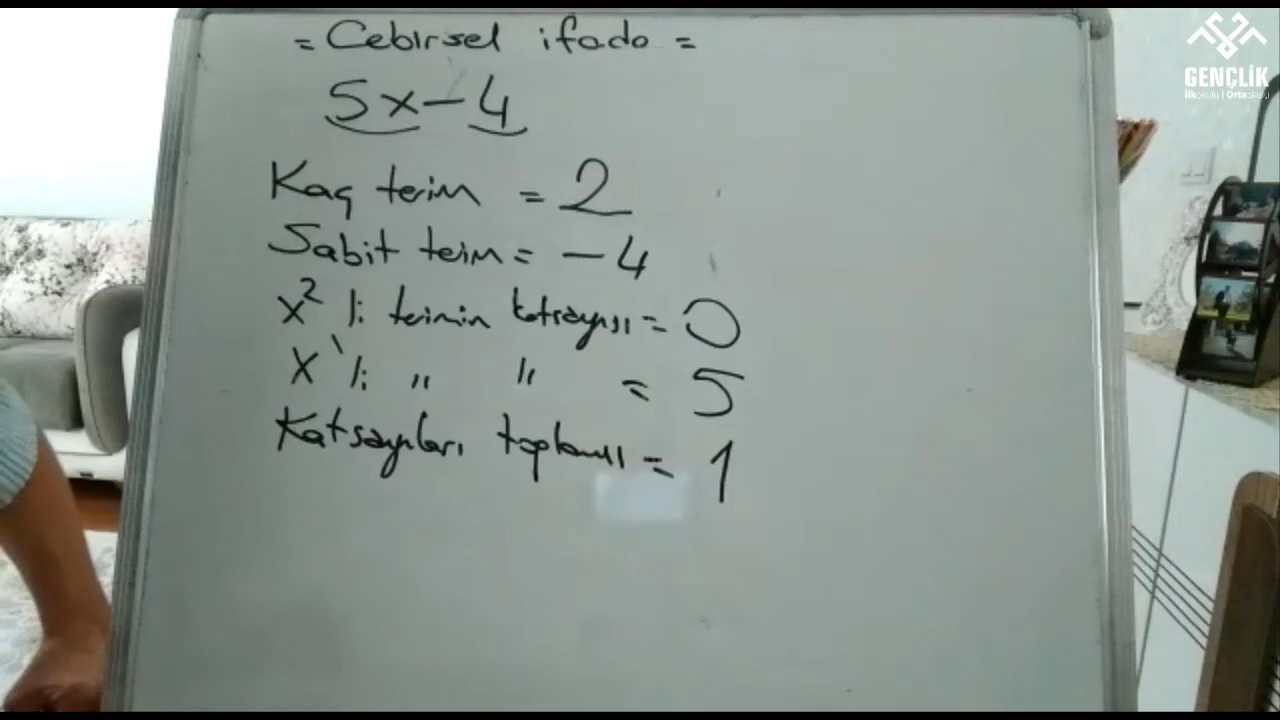 = Cebirsel ifade =
5x-4
Kaç terim = 2
Sabit terim = -4
x² li terimin katsayısı = 0
x li " " = 5
Katsayıları toplamı = 1
GENÇLİK
İlkokulu | Ortaokulu